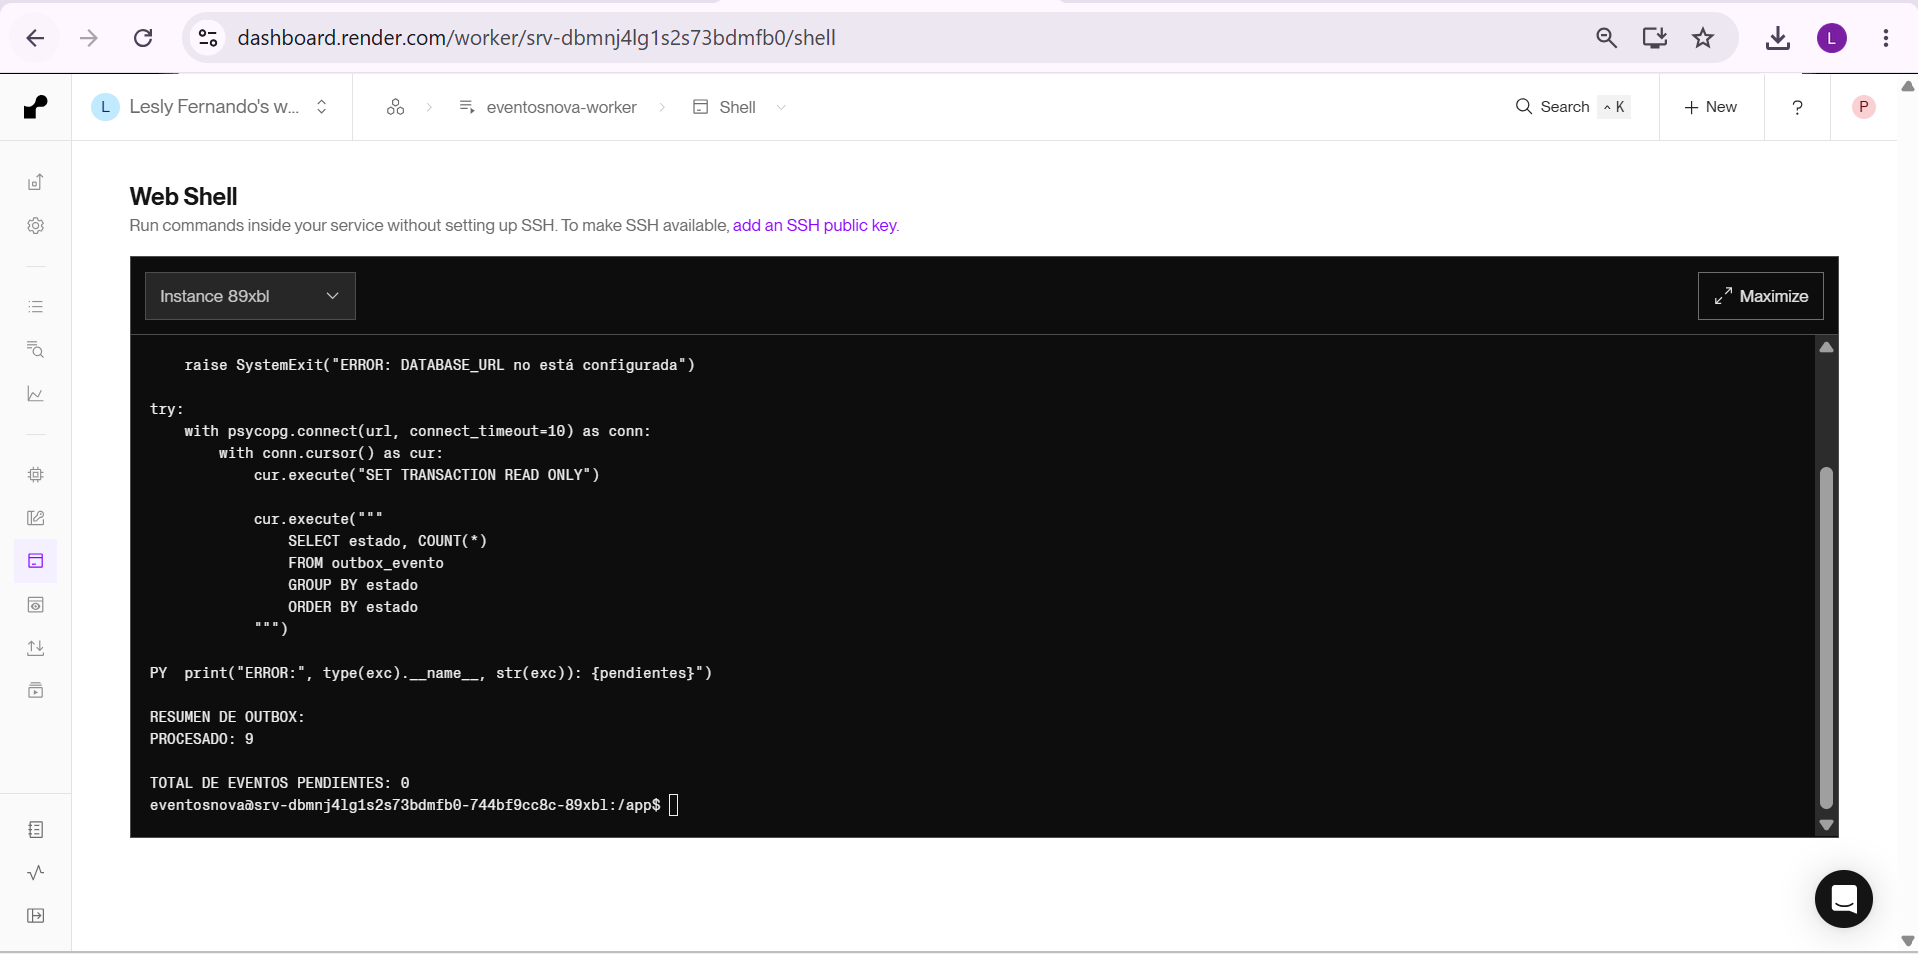 dashboard.render.com/worker/srv-dbmnj4lg1s2s73bdmfb0/shell
L
L
Lesly Fernando's w...
eventosnova-worker
Shell
Search
K
New
?
P
Web Shell
Run commands inside your service without setting up SSH. To make SSH available, add an SSH public key.
Instance 89xbl
Maximize
    raise SystemExit("ERROR: DATABASE_URL no está configurada")
try:
    with psycopg.connect(url, connect_timeout=10) as conn:
        with conn.cursor() as cur:
            cur.execute("SET TRANSACTION READ ONLY")
            cur.execute("""
                SELECT estado, COUNT(*)
                FROM outbox_evento
                GROUP BY estado
                ORDER BY estado
            """)
PY  print("ERROR:", type(exc).__name__, str(exc)): {pendientes}")
RESUMEN DE OUTBOX:
PROCESADO: 9
TOTAL DE EVENTOS PENDIENTES: 0
eventosnova@srv-dbmnj4lg1s2s73bdmfb0-744bf9cc8c-89xbl:/app$